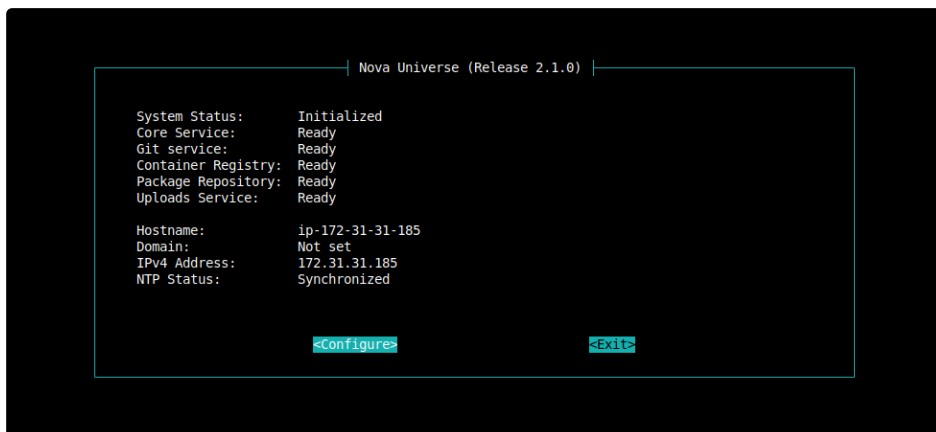 Nova Universe (Release 2.1.0)
System Status: Initialized
Core Service: Ready
Git service: Ready
Container Registry: Ready
Package Repository: Ready
Uploads Service: Ready
Hostname: ip-172-31-31-185
Domain: Not set
IPv4 Address: 172.31.31.185
NTP Status: Synchronized
<Configure> <Exit>